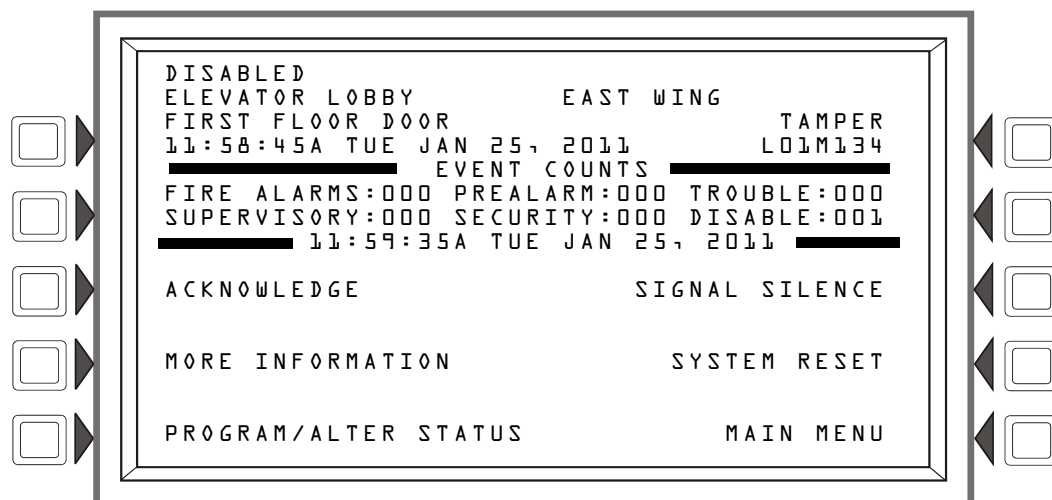 DISABLED
ELEVATOR LOBBY EAST WING
FIRST FLOOR DOOR TAMPER
11:58:45A TUE JAN 25, 2011 L01M134
EVENT COUNTS
FIRE ALARMS:000 PREALARM:000 TROUBLE:000
SUPERVISORY:000 SECURITY:000 DISABLE:001
11:59:35A TUE JAN 25, 2011
ACKNOWLEDGE SIGNAL SILENCE
MORE INFORMATION SYSTEM RESET
PROGRAM/ALTER STATUS MAIN MENU